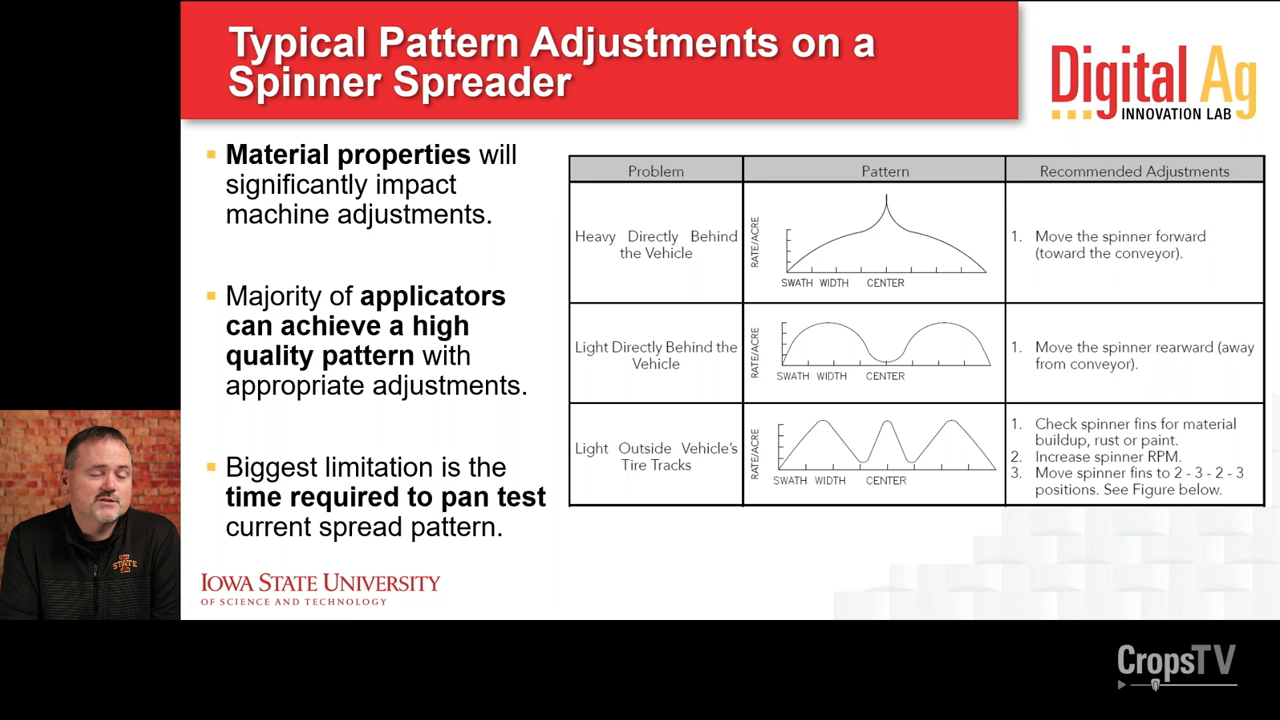 Typical Pattern Adjustments on a
Spinner Spreader
Digital Ag
INNOVATION LAB
Material properties will
significantly impact
machine adjustments.
Majority of applicators
can achieve a high
quality pattern with
appropriate adjustments.
Biggest limitation is the
time required to pan test
current spread pattern.
Problem
Pattern
Recommended Adjustments
Heavy Directly Behind
the Vehicle
RATE/ACRE
SWATH WIDTH CENTER
1. Move the spinner forward
(toward the conveyor).
Light Directly Behind the
Vehicle
RATE/ACRE
SWATH WIDTH CENTER
1. Move the spinner rearward (away
from conveyor).
Light Outside Vehicle's
Tire Tracks
RATE/ACRE
SWATH WIDTH CENTER
1. Check spinner fins for material
buildup, rust or paint.
2. Increase spinner RPM.
3. Move spinner fins to 2 - 3 - 2 - 3
positions. See Figure below.
STATE
IOWA STATE UNIVERSITY
OF SCIENCE AND TECHNOLOGY
CropsTV